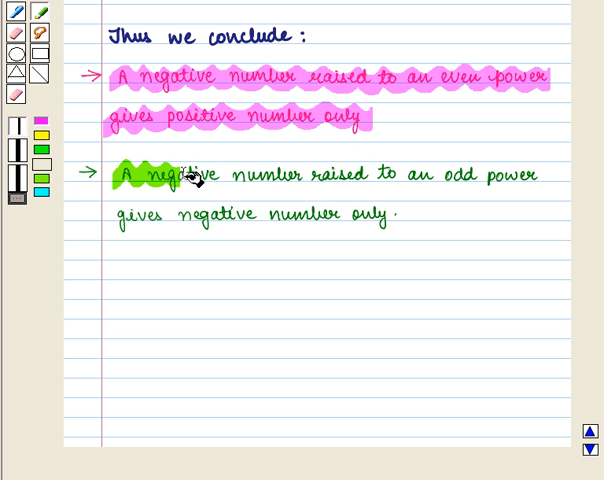 Thus we conclude :
→ A negative number raised to an even power
gives positive number only
→ A negative number raised to an odd power
gives negative number only.